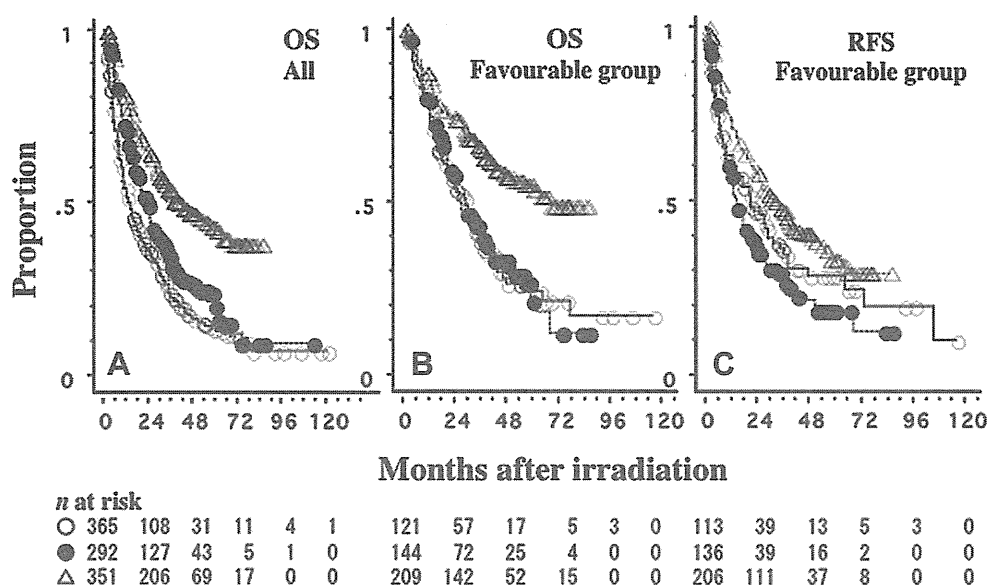 1
OS
All
Proportion
.5
0
A
0 24 48 72 96 120
1
OS
Favourable group
.5
0
B
0 24 48 72 96 120
1
RFS
Favourable group
.5
0
C
0 24 48 72 96 120
Months after irradiation
n at risk
365 108 31 11 4 1 121 57 17 5 3 0 113 39 13 5 3 0
292 127 43 5 1 0 144 72 25 4 0 0 136 39 16 2 0 0
351 206 69 17 0 0 209 142 52 15 0 0 206 111 37 8 0 0